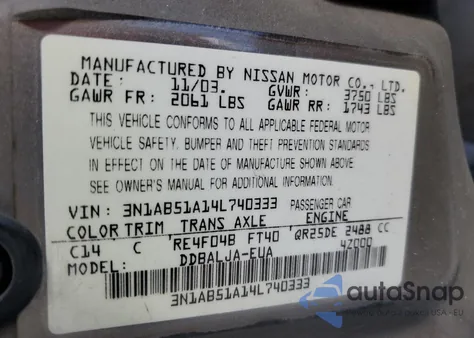 MANUFACTURED BY NISSAN MOTOR CO., LTD.
DATE: 11/03. GVWR: 3750 LBS
GAWR FR: 2061 LBS GAWR RR: 1743 LBS
THIS VEHICLE CONFORMS TO ALL APPLICABLE FEDERAL MOTOR
VEHICLE SAFETY, BUMPER AND THEFT PREVENTION STANDARDS
IN EFFECT ON THE DATE OF MANUFACTURE SHOWN ABOVE.
SEE OWNER'S MANUAL FOR ADDITIONAL INFORMATION
VIN: 3N1AB51A14L740333 PASSENGER CAR
COLOR TRIM TRANS AXLE ENGINE
C14 C RE4F04B FT40 QR25DE 2488 CC
MODEL: DDBALJA-EUA 4Z000
3N1AB51A14L740333
autoSnap